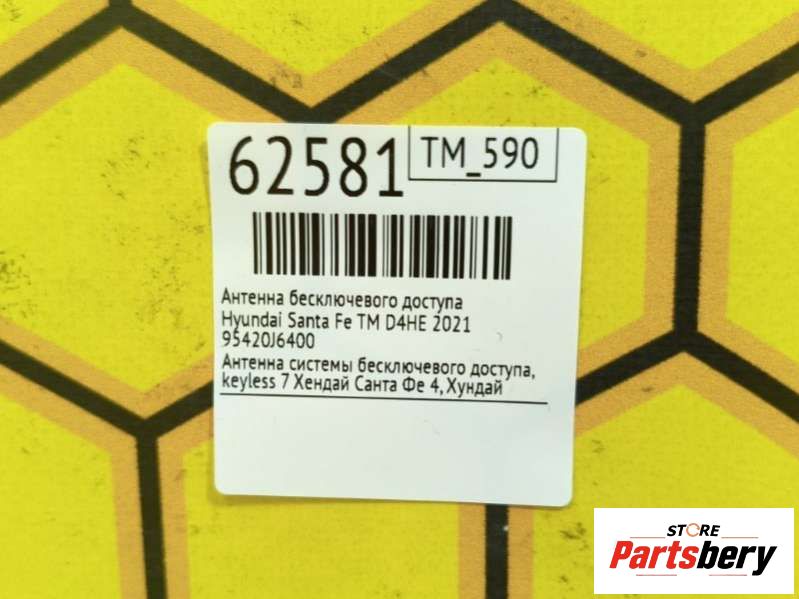 62581
TM_590
Антенна бесключевого доступа
Hyundai Santa Fe TM D4HE 2021
95420J6400
Антенна системы бесключевого доступа,
keyless 7 Хендай Санта Фе 4, Хундай
STORE
Partsbery